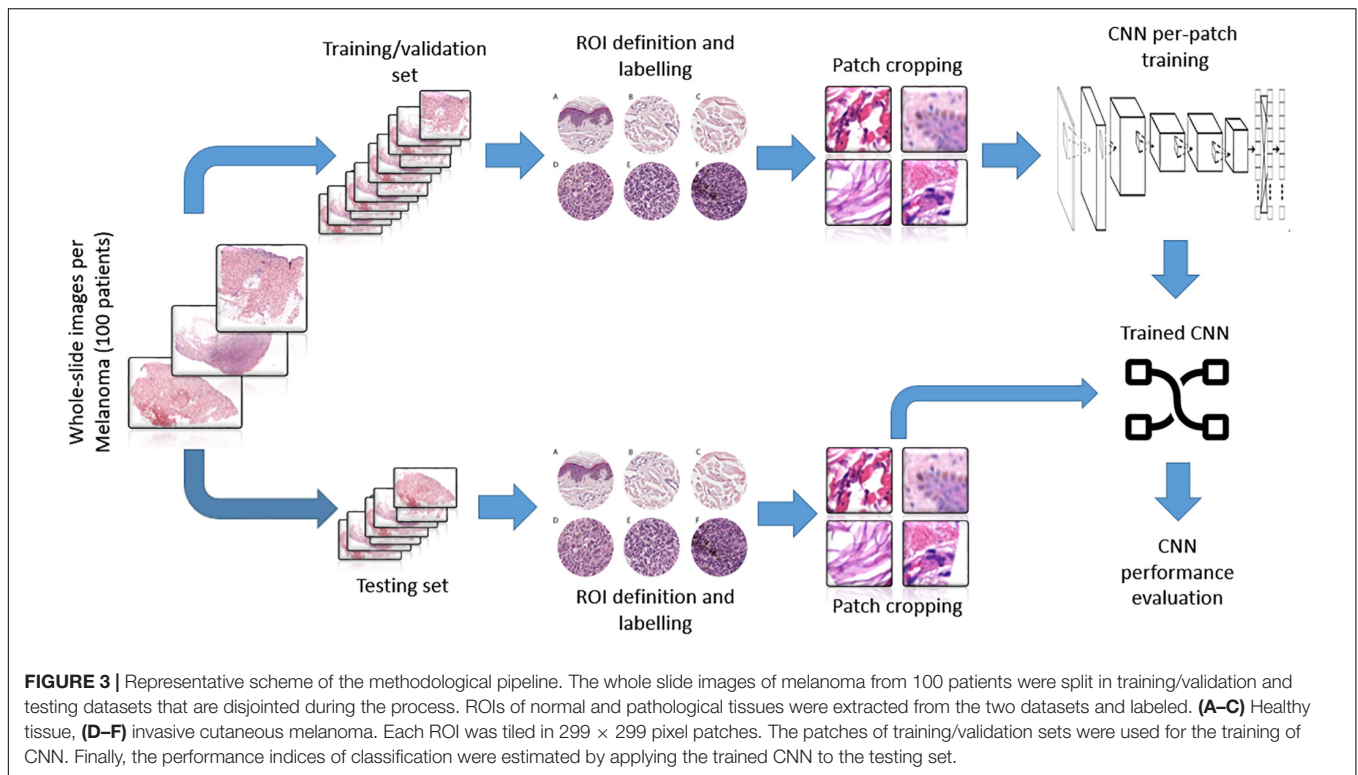 Training/validation
set
ROI definition and
labelling
A
B
C
D
E
F
Patch cropping
CNN per-patch
training
Whole-slide images per
Melanoma (100 patients)
Trained CNN
Testing set
A
B
C
D
E
F
ROI definition and
labelling
Patch cropping
CNN
performance
evaluation
FIGURE 3 | Representative scheme of the methodological pipeline. The whole slide images of melanoma from 100 patients were split in training/validation and
testing datasets that are disjointed during the process. ROIs of normal and pathological tissues were extracted from the two datasets and labeled. (A–C) Healthy
tissue, (D–F) invasive cutaneous melanoma. Each ROI was tiled in 299 × 299 pixel patches. The patches of training/validation sets were used for the training of
CNN. Finally, the performance indices of classification were estimated by applying the trained CNN to the testing set.